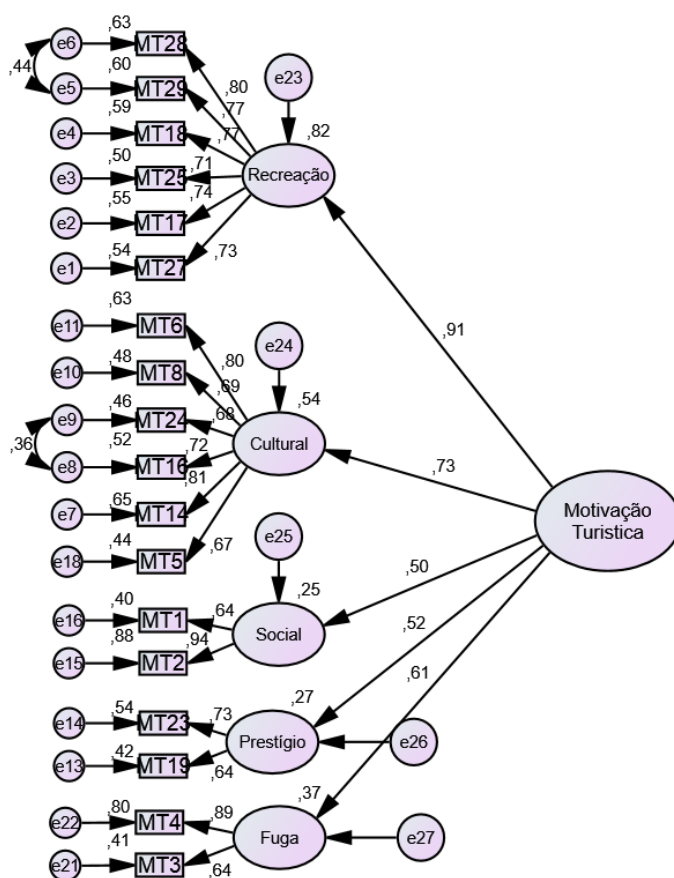 ,63
e6 MT28
,44
,60
e5 MT29
,80
e23
,59
,77
e4 MT18
,77
,82
,50
Recreação
e3 MT25
,71
,55
,74
e2 MT17
,54
,73
e1 MT27
,91
,63
e11 MT6
e24
,48
,80
e10 MT8
,69
,54
,46
,68
e9 MT24
,36
,52
,72
Cultural
,73
e8 MT16
,81
,65
e7 MT14
,44
,67
e18 MT5
Motivação
Turistica
e25
,50
,40
,25
e16 MT1
,64
,52
,88
Social
e15 MT2
,94
,61
,54
,27
e14 MT23
,73
Prestígio
e26
,42
e13 MT19
,64
,80
,37
e22 MT4
,89
Fuga
e27
,41
e21 MT3
,64